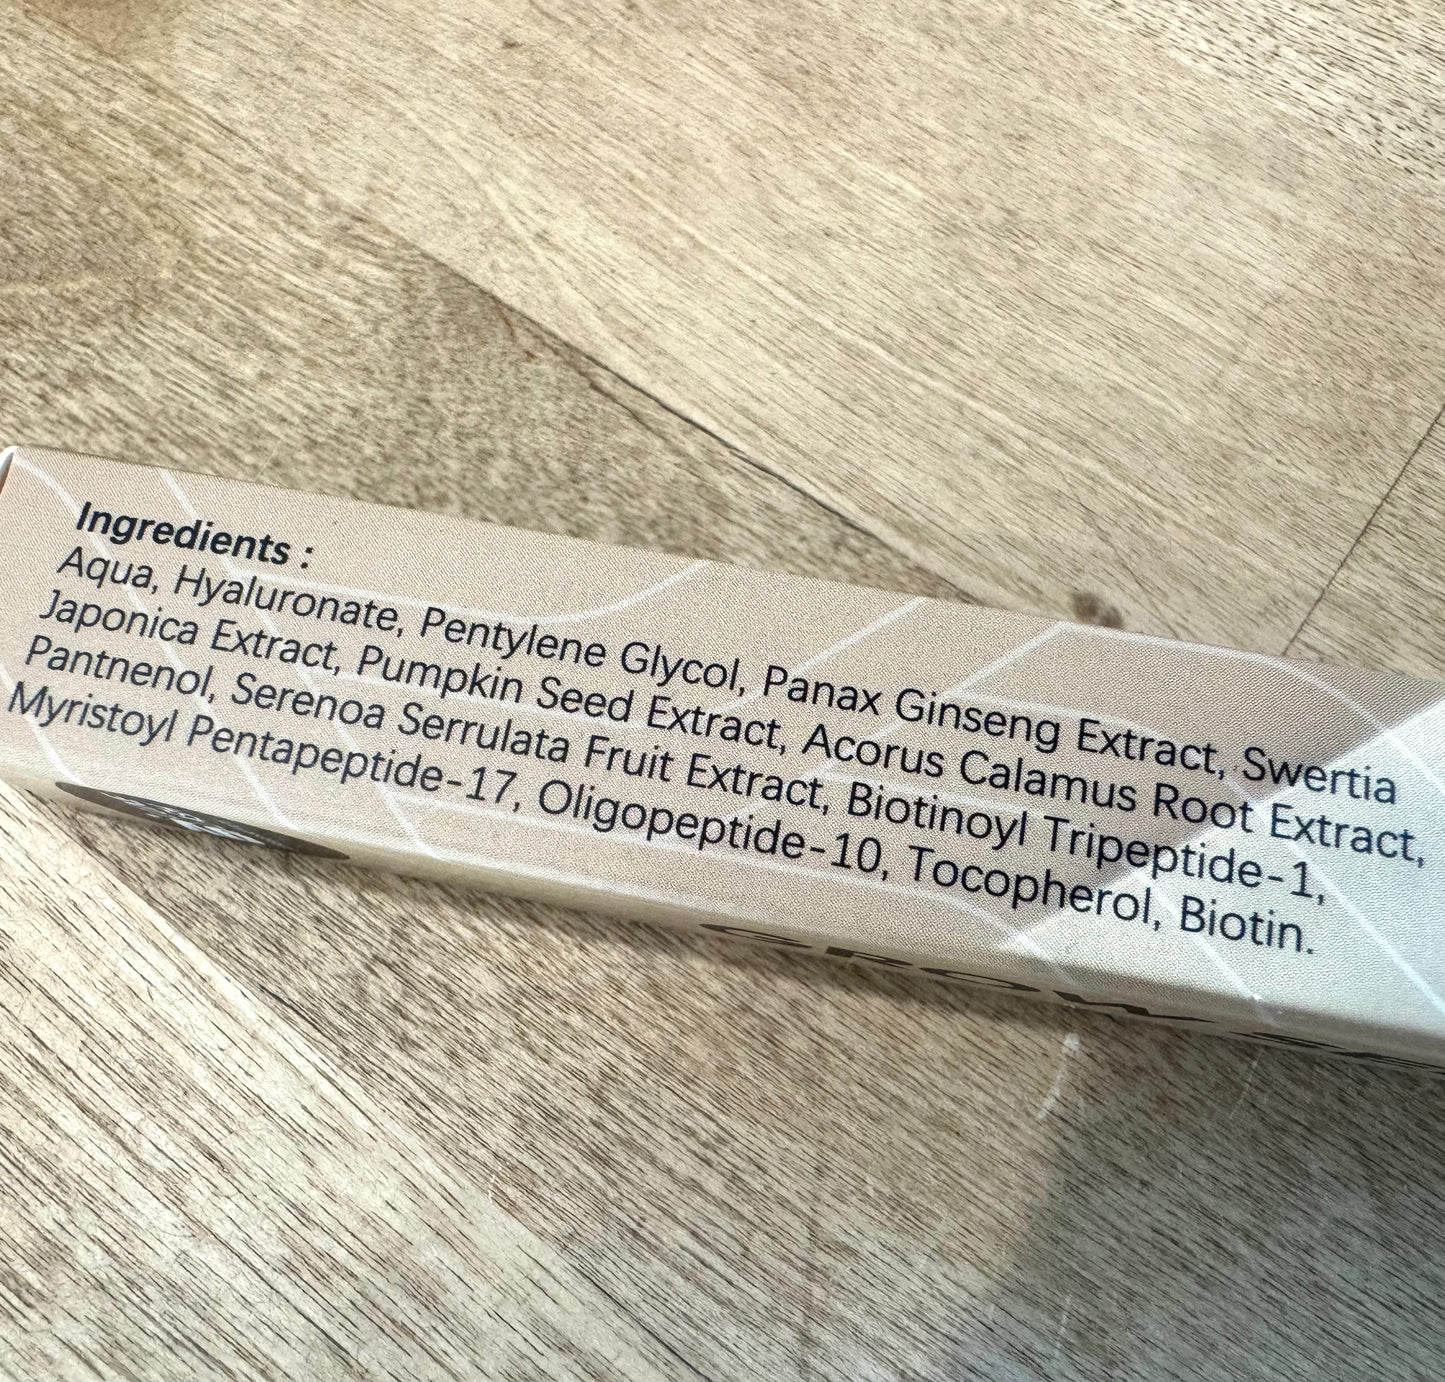 Ingredients :
Aqua, Hyaluronate, Pentylene Glycol, Panax Ginseng Extract, Swertia
Japonica Extract, Pumpkin Seed Extract, Acorus Calamus Root Extract,
Pantnenol, Serenoa Serrulata Fruit Extract, Biotinoyl Tripeptide-1,
Myristoyl Pentapeptide-17, Oligopeptide-10, Tocopherol, Biotin.